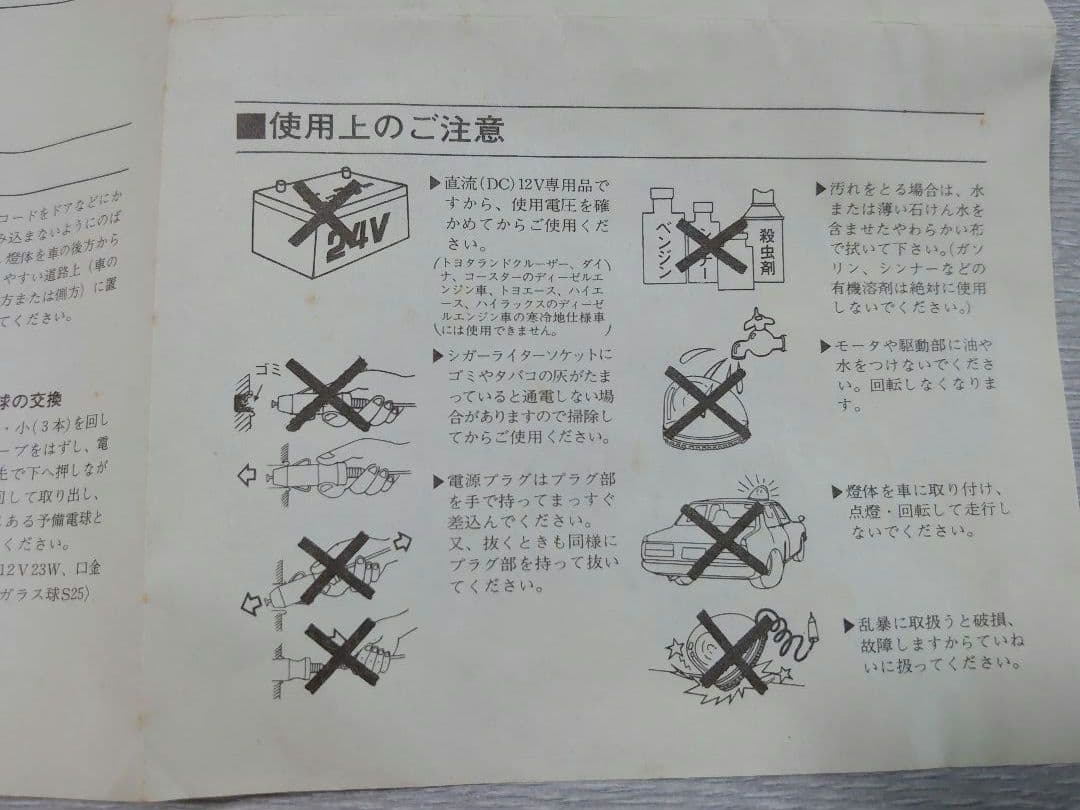 コードをドアなどにか
み込まないようにのば
、燈体を車の後方から
やすい道路上(車の
方または側方)に置
てください。
球の交換
・小(3本)を回し
ーブをはずし、電
先で下へ押しなが
回して取り出し、
にある予備電球と
ください。
12V23W、口金
ガラス球S25)
■使用上のご注意
24V
▶直流(DC)12V専用品で
すから、使用電圧を確
かめてからご使用くだ
さい。
(トヨタランドクルーザー、ダイ
ナ、コースターのディーゼルエ
ンジン車、トヨエース、ハイエ
ース、ハイラックスのディーゼ
ルエンジン車の寒冷地仕様車
には使用できません。)
ゴミ
▶シガーライターソケットに
ゴミやタバコの灰がたま
っていると通電しない場
合がありますので掃除し
てからご使用ください。
▶電源プラグはプラグ部
を手で持ってまっすぐ
差込んでください。
又、抜くときも同様に
プラグ部を持って抜い
てください。
ベンジン
殺虫剤
▶汚れをとる場合は、水
または薄い石けん水を
含ませたやわらかい布
で拭いて下さい。(ガソ
リン、シンナーなどの
有機溶剤は絶対に使用
しないでください。)
▶モータや駆動部に油や
水をつけないでくださ
い。回転しなくなりま
す。
▶燈体を車に取り付け、
点燈・回転して走行し
ないでください。
▶乱暴に取扱うと破損、
故障しますからていね
いに扱ってください。